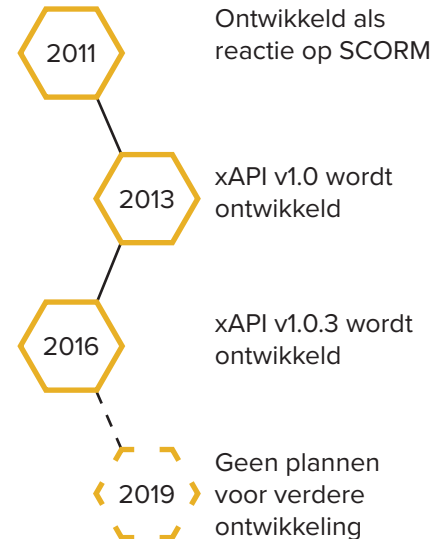 2011
Ontwikkeld als
reactie op SCORM
2013
xAPI v1.0 wordt
ontwikkeld
2016
xAPI v1.0.3 wordt
ontwikkeld
2019
Geen plannen
voor verdere
ontwikkeling